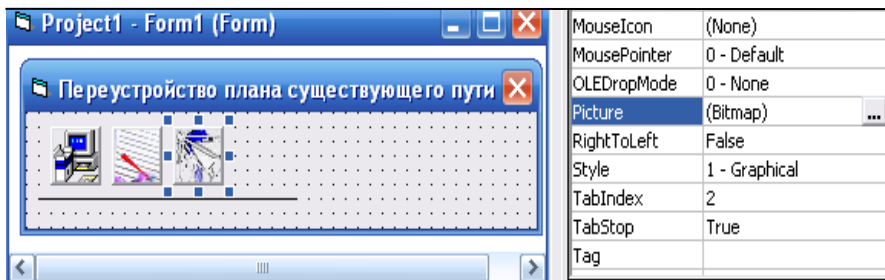 Project1 - Form1 (Form)
Переустройство плана существующего пути
MouseIcon (None)
MousePointer 0 - Default
OLEDropMode 0 - None
Picture (Bitmap) ...
RightToLeft False
Style 1 - Graphical
TabIndex 2
TabStop True
Tag